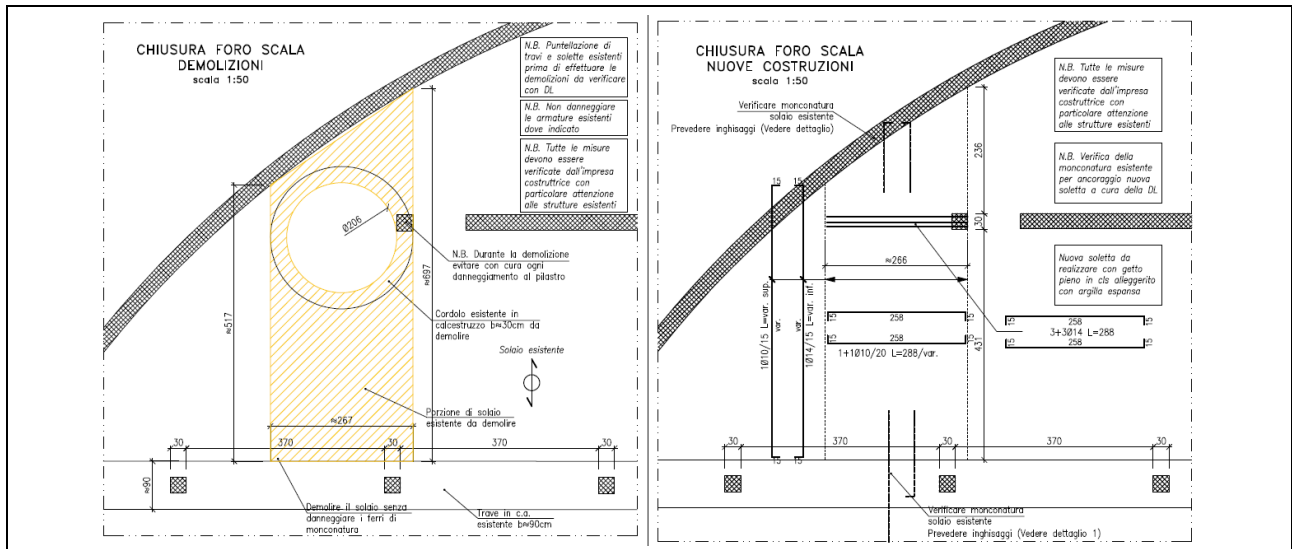 CHIUSURA FORO SCALA
DEMOLIZIONI
scala 1:50
N.B. Puntellazione di
travi e solette esistenti
prima di effettuare le
demolizioni da verificare
con DL
N.B. Non danneggiare
le armature esistenti
dove indicato
N.B. Tutte le misure
devono essere
verificate dall'impresa
costruttrice con
particolare attenzione
alle strutture esistenti
Ø206
N.B. Durante la demolizione
evitare con cura ogni
danneggiamento al pilastro
≈697
≈517
Cordolo esistente in
calcestruzzo b≈30cm da
demolire
Solaio esistente
Porzione di solaio
esistente da demolire
≈267
30
370
30
370
30
≈90
Demolire il solaio senza
danneggiare i ferri di
monconatura
Trave in c.a.
esistente b≈90cm
CHIUSURA FORO SCALA
NUOVE COSTRUZIONI
scala 1:50
N.B. Tutte le misure
devono essere
verificate dall'impresa
costruttrice con
particolare attenzione
alle strutture esistenti
Verificare monconatura
solaio esistente
Prevedere inghisaggi (Vedere dettaglio)
236
N.B. Verifica della
monconatura esistente
per ancoraggio nuova
soletta a cura della DL
15
15
30
≈266
Nuova soletta da
realizzare con getto
pieno in cls alleggerito
con argilla espansa
1Ø10/15 L=var. sup.
var.
var.
1Ø14/15 L=var. inf.
15
258
15
15
258
15
1+1Ø10/20 L=288/var.
15
258
15
3+3Ø14 L=288
15
258
15
431
30
370
30
370
30
15
15
Verificare monconatura
solaio esistente
Prevedere inghisaggi (Vedere dettaglio 1)